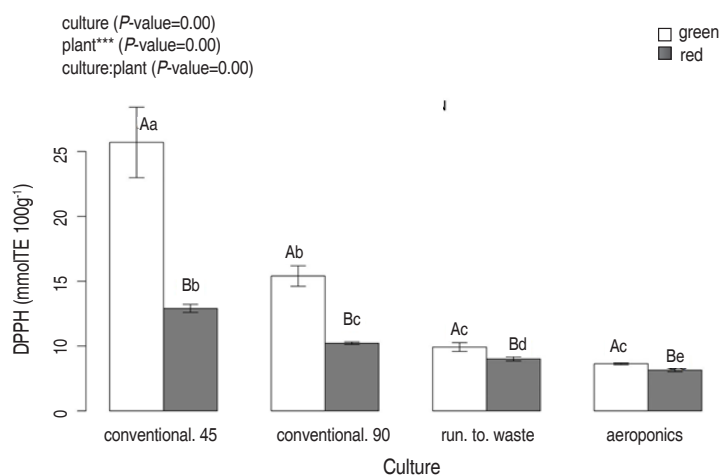 culture (P-value=0.00)
plant*** (P-value=0.00)
culture:plant (P-value=0.00)
green
red
DPPH (mmolTE 100g⁻¹)
25
20
15
10
0
Aa
Bb
Ab
Bc
Ac
Bd
Ac
Be
conventional. 45
conventional. 90
run. to. waste
aeroponics
Culture